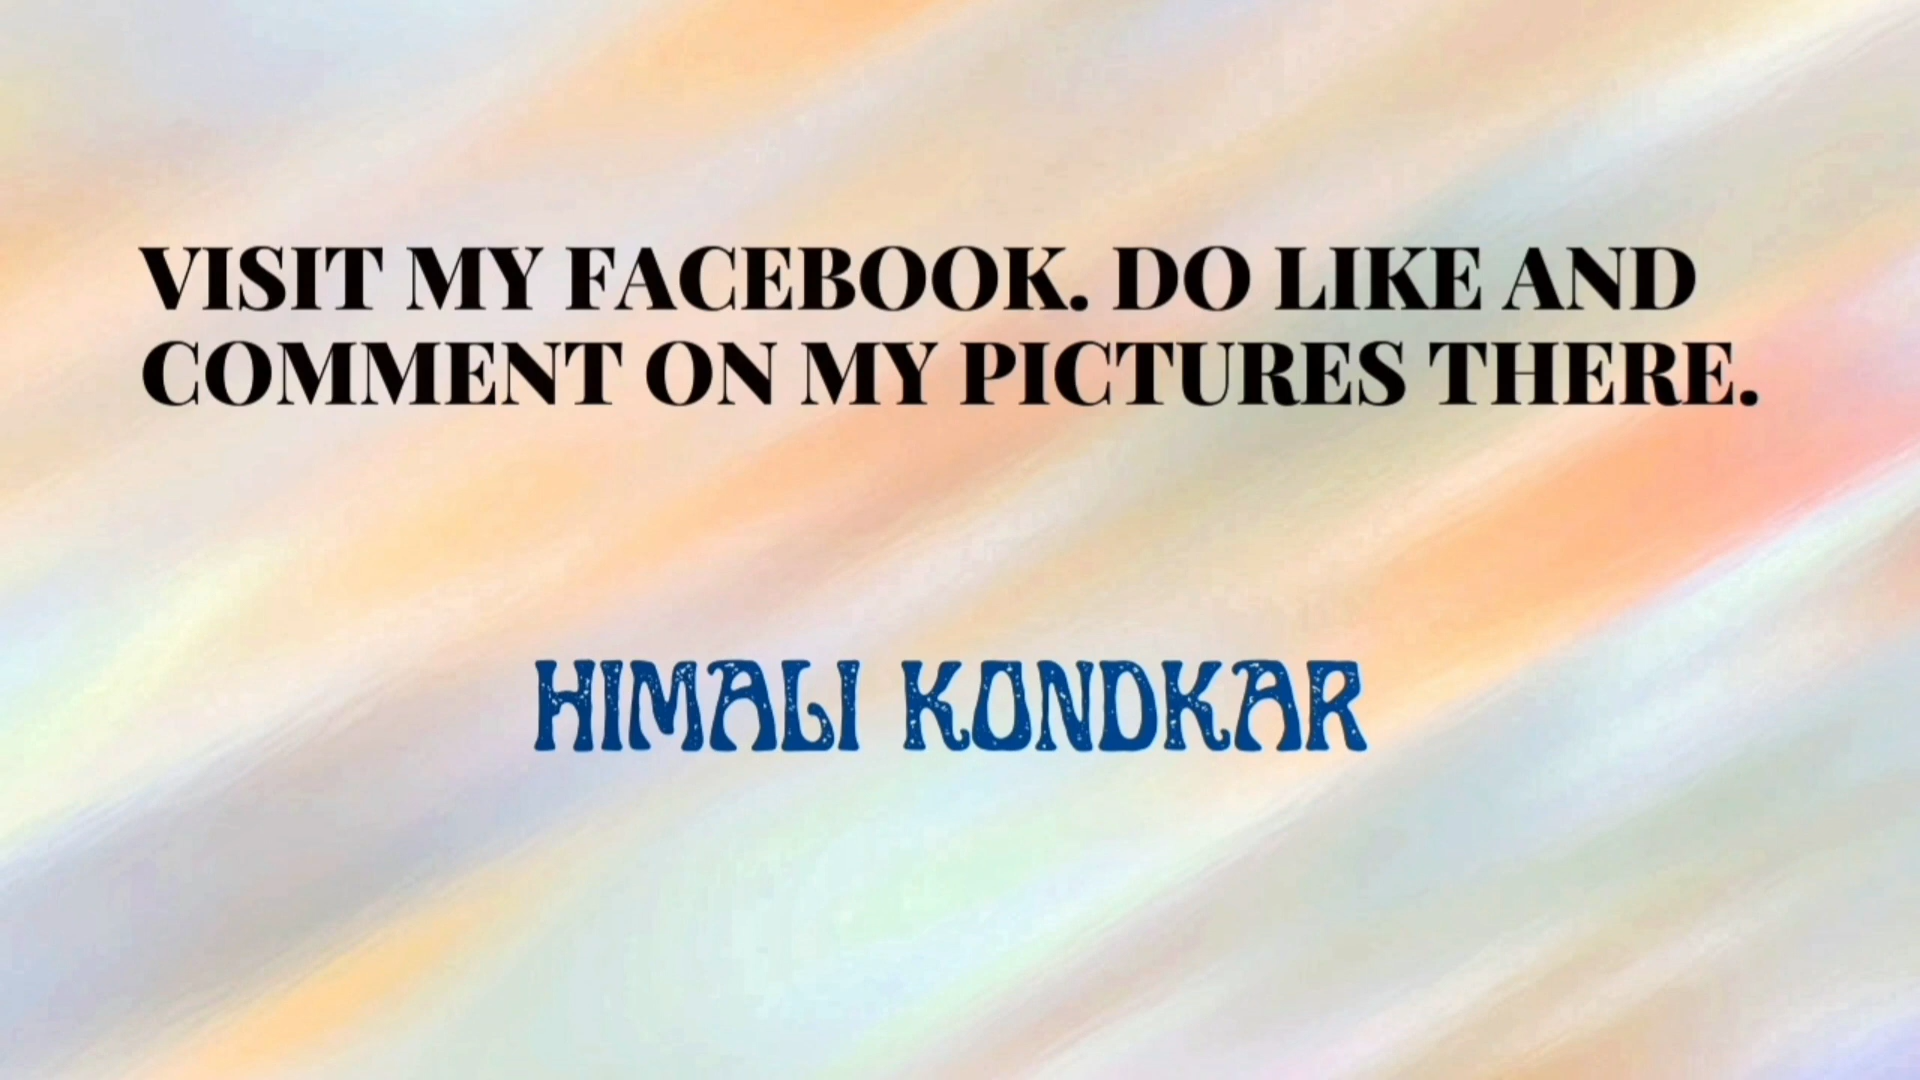 VISIT MY FACEBOOK. DO LIKE AND
COMMENT ON MY PICTURES THERE.
HIMALI KONDKAR